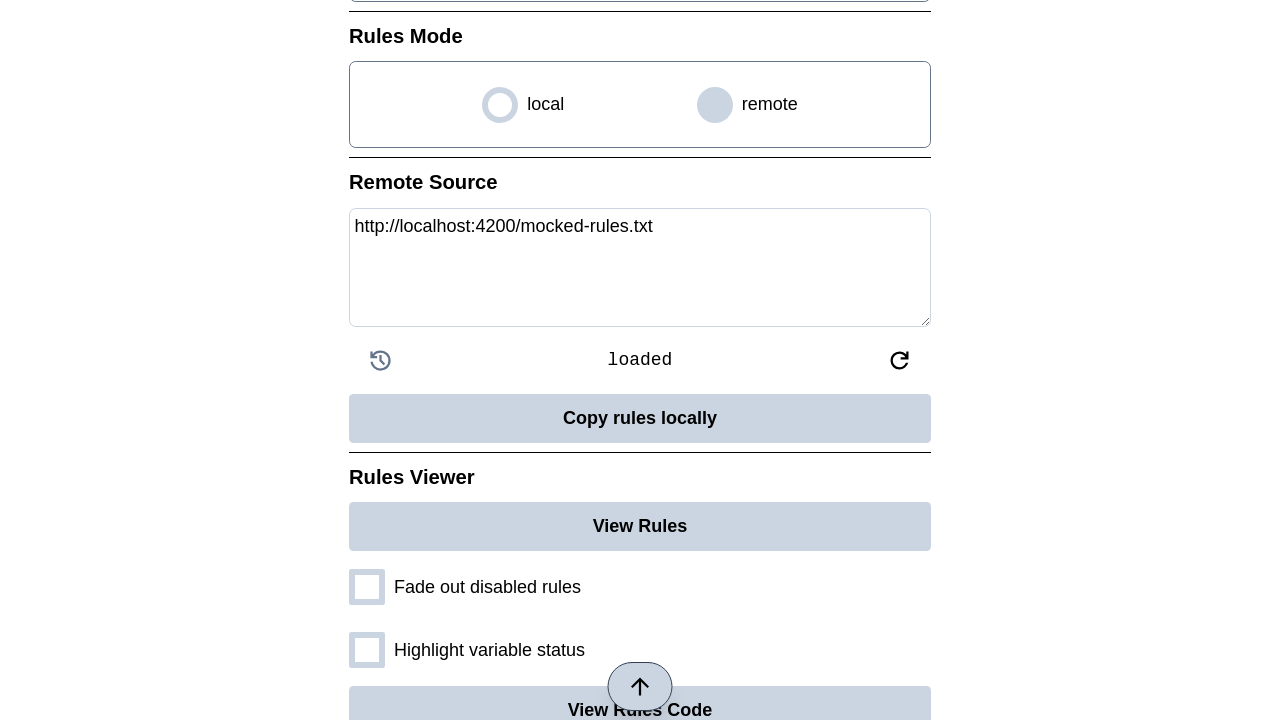 Rules Mode
local
remote
Remote Source
http://localhost:4200/mocked-rules.txt
loaded
Copy rules locally
Rules Viewer
View Rules
Fade out disabled rules
Highlight variable status
View Rules Code